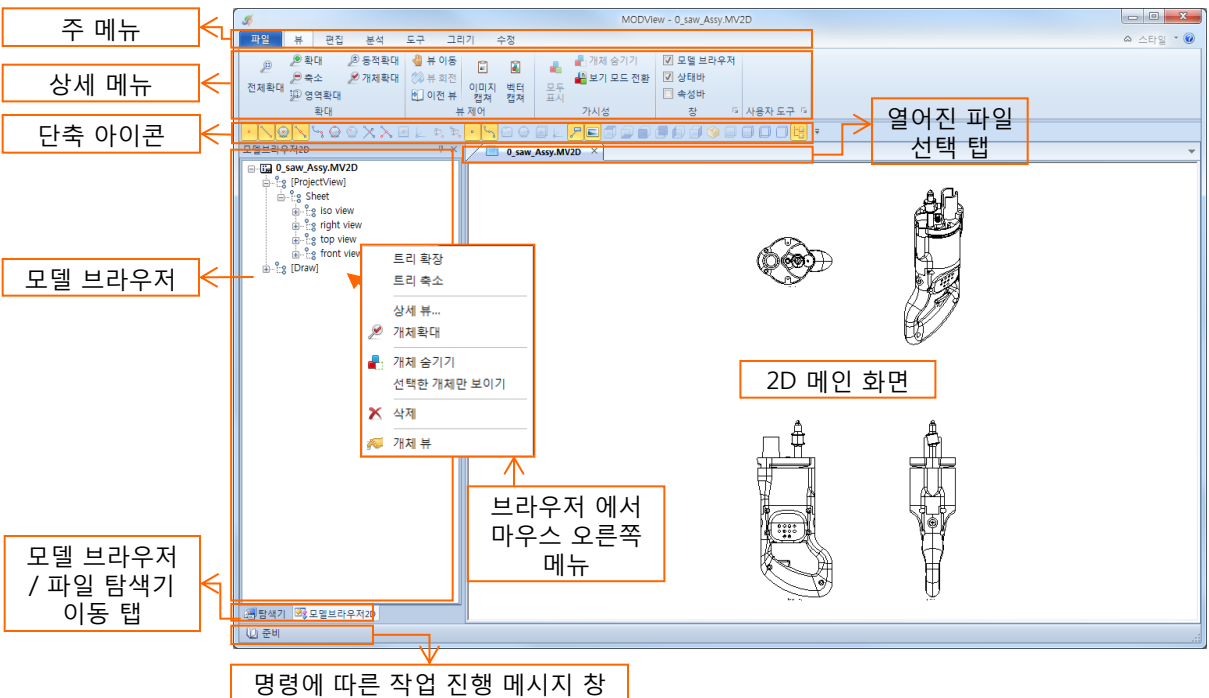 MODView - 0_saw_Assy.MV2D
주 메뉴
파일 뷰 편집 분석 도구 그리기 수정
스타일
상세 메뉴
전체확대
확대 동적확대
축소 개체확대
영역확대
확대
뷰 이동
뷰 회전
이전 뷰
이미지 캡쳐
벡터 캡쳐
뷰 제어
모두 표시
개체 숨기기
보기 모드 전환
가시성
모델 브라우저
상태바
속성바
창
사용자 도구
단축 아이콘
열어진 파일
선택 탭
모델브라우저2D
0_saw_Assy.MV2D
0_saw_Assy.MV2D
[ProjectView]
Sheet
iso view
right view
top view
front view
[Draw]
모델 브라우저
트리 확장
트리 축소
상세 뷰...
개체확대
개체 숨기기
선택한 개체만 보이기
삭제
개체 뷰
2D 메인 화면
브라우저 에서
마우스 오른쪽
메뉴
모델 브라우저
/ 파일 탐색기
이동 탭
탐색기 모델브라우저2D
준비
명령에 따른 작업 진행 메시지 창